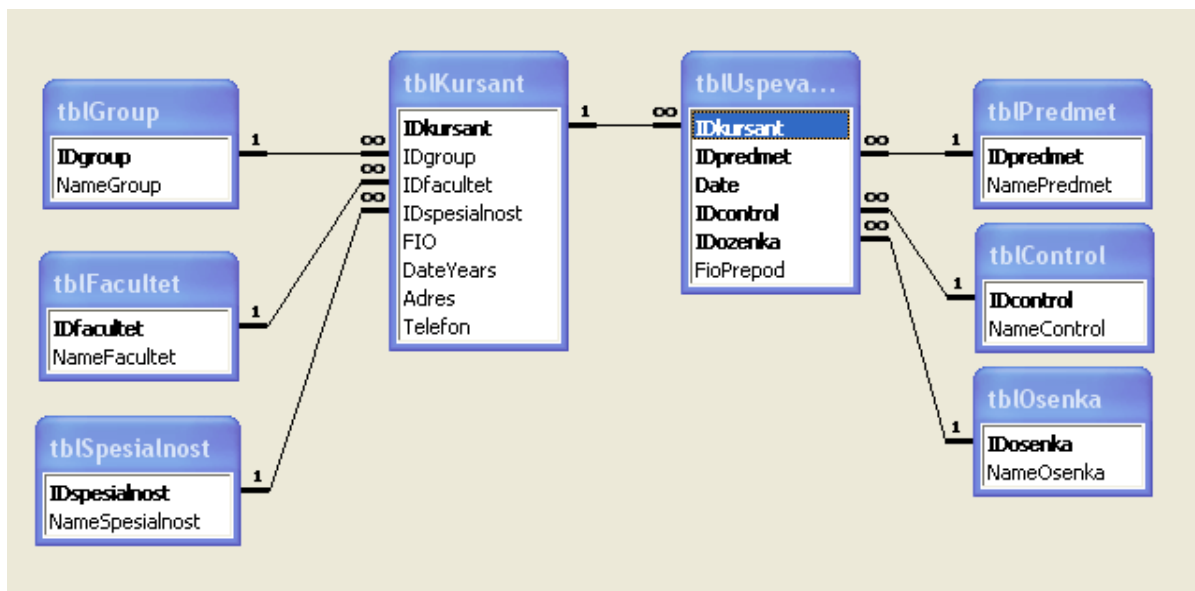 tblGroup
IDgroup
NameGroup
tblFacultet
IDfacultet
NameFacultet
tblSpesialnost
IDspesialnost
NameSpesialnost
tblKursant
IDkursant
IDgroup
IDfacultet
IDspesialnost
FIO
DateYears
Adres
Telefon
tblUspeva...
IDkursant
IDpredmet
Date
IDcontrol
IDozenka
FioPrepod
tblPredmet
IDpredmet
NamePredmet
tblControl
IDcontrol
NameControl
tblOsenka
IDosenka
NameOsenka
1 ∞
1 ∞
1 ∞
1 ∞
∞ 1
∞ 1
∞ 1